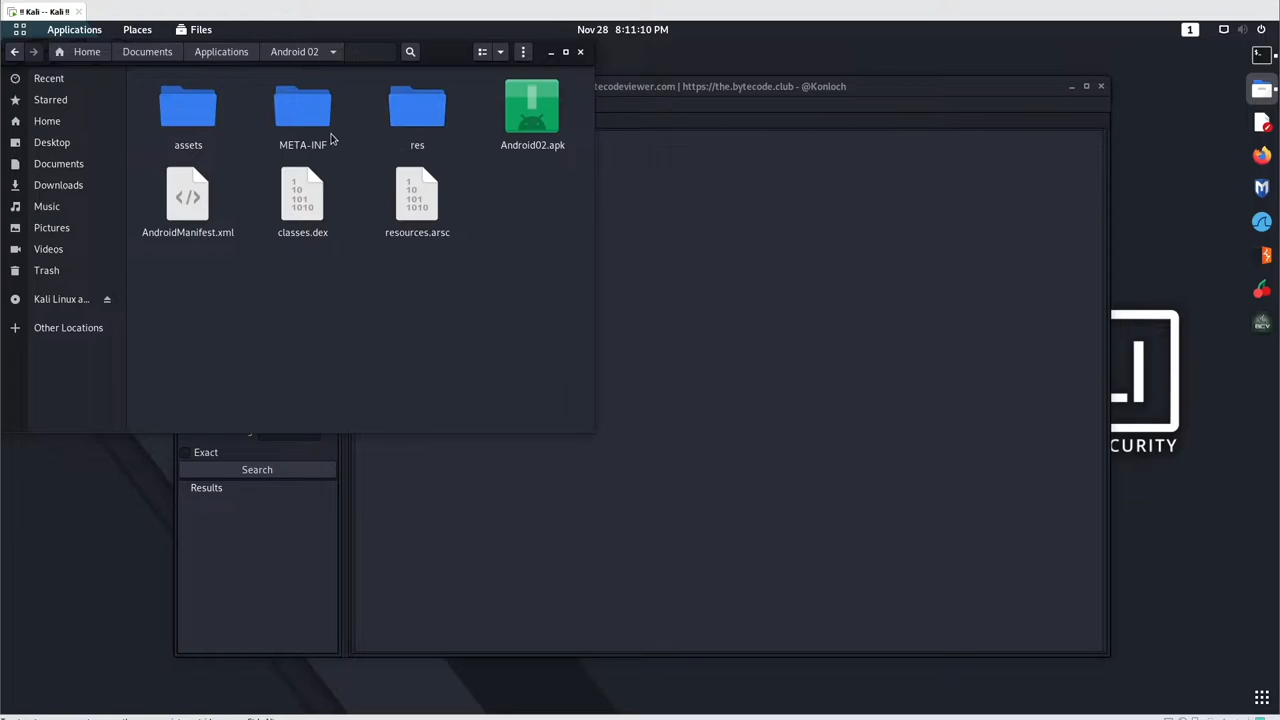 !! Kali -- Kali !!
Applications Places Files Nov 28 8:11:10 PM 1
Home Documents Applications Android 02
tecodeviewer.com | https://the.bytecode.club - @Konloch
Recent
Starred
Home
Desktop
Documents
Downloads
Music
Pictures
Videos
Trash
Kali Linux a...
Other Locations
assets META-INF res Android02.apk
AndroidManifest.xml classes.dex resources.arsc
Exact
Search
Results
LI
CURITY
BCV